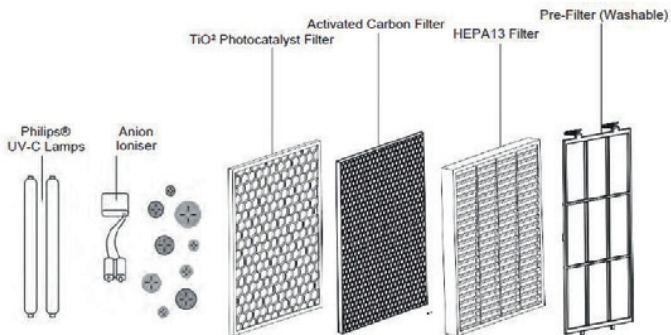 Philips®
UV-C Lamps
Anion
Ioniser
TiO² Photocatalyst Filter
Activated Carbon Filter
HEPA13 Filter
Pre-Filter (Washable)